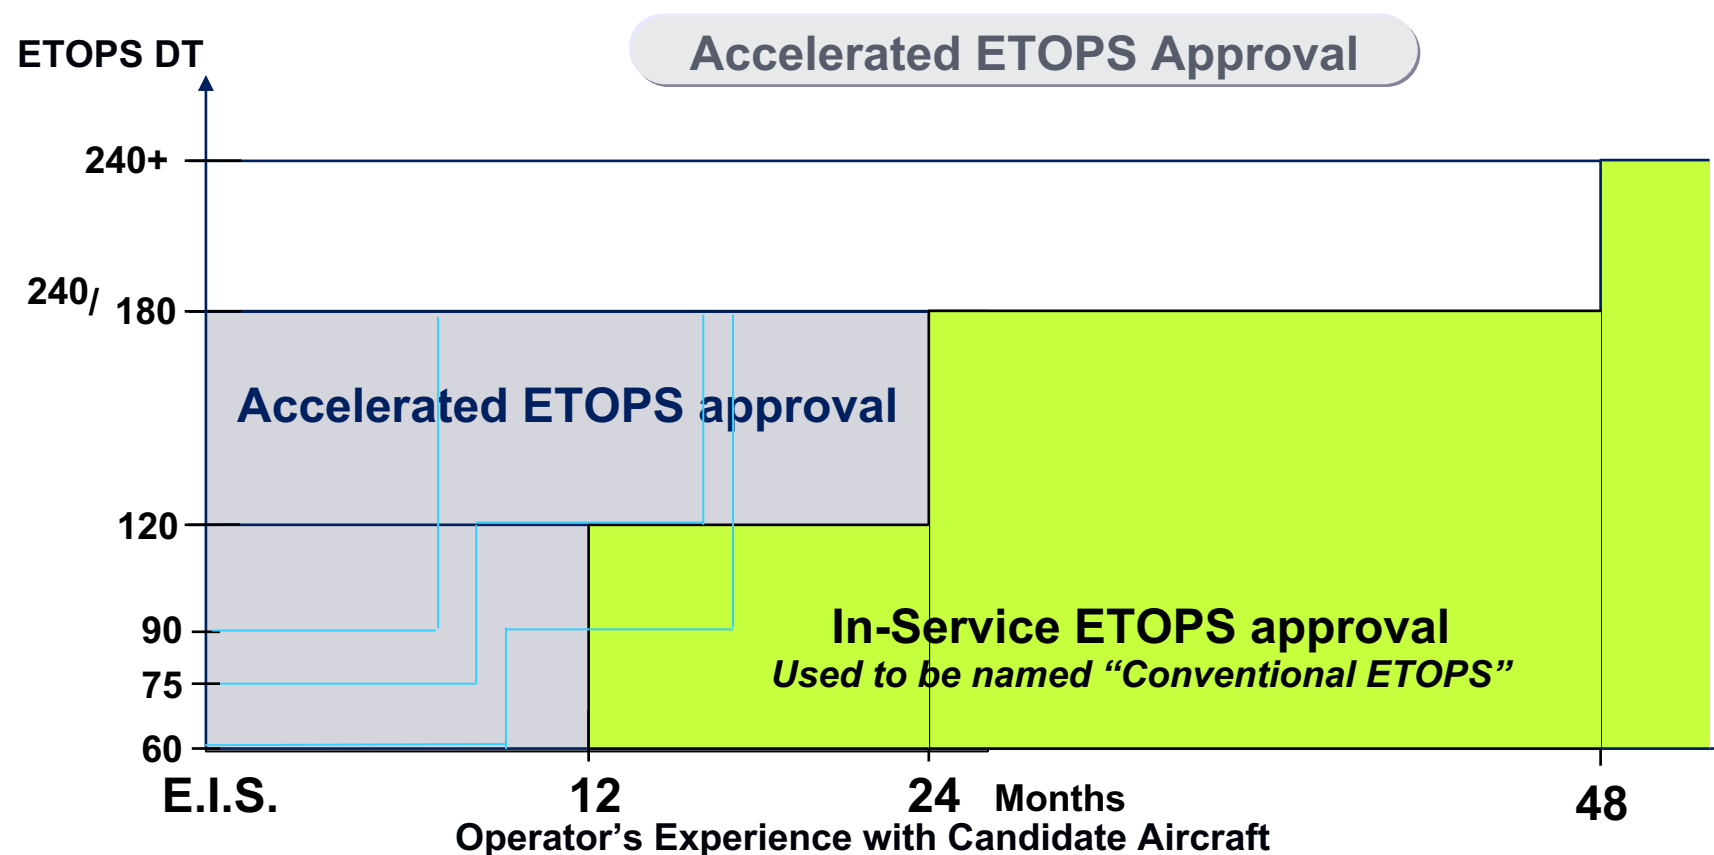 Accelerated ETOPS Approval
ETOPS DT
240+
240/ 180
Accelerated ETOPS approval
120
90
In-Service ETOPS approval
75
Used to be named “Conventional ETOPS”
60
E.I.S. 12 24 Months 48
Operator’s Experience with Candidate Aircraft